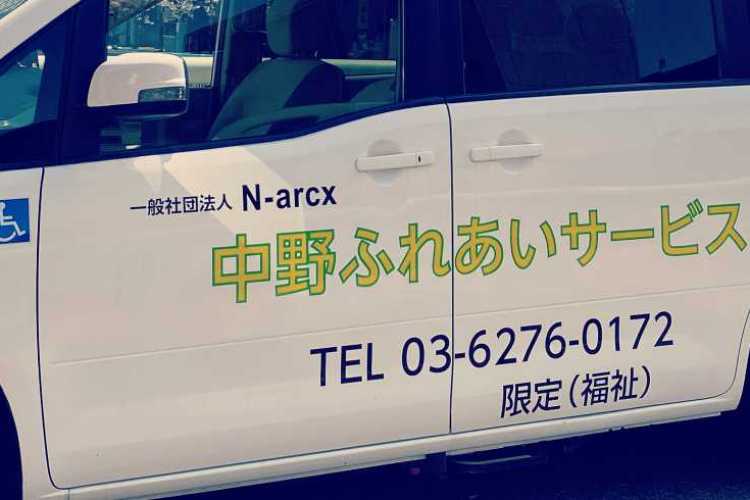 一般社団法人 N-arcx
中野ふれあいサービス
TEL 03-6276-0172
限定(福祉)